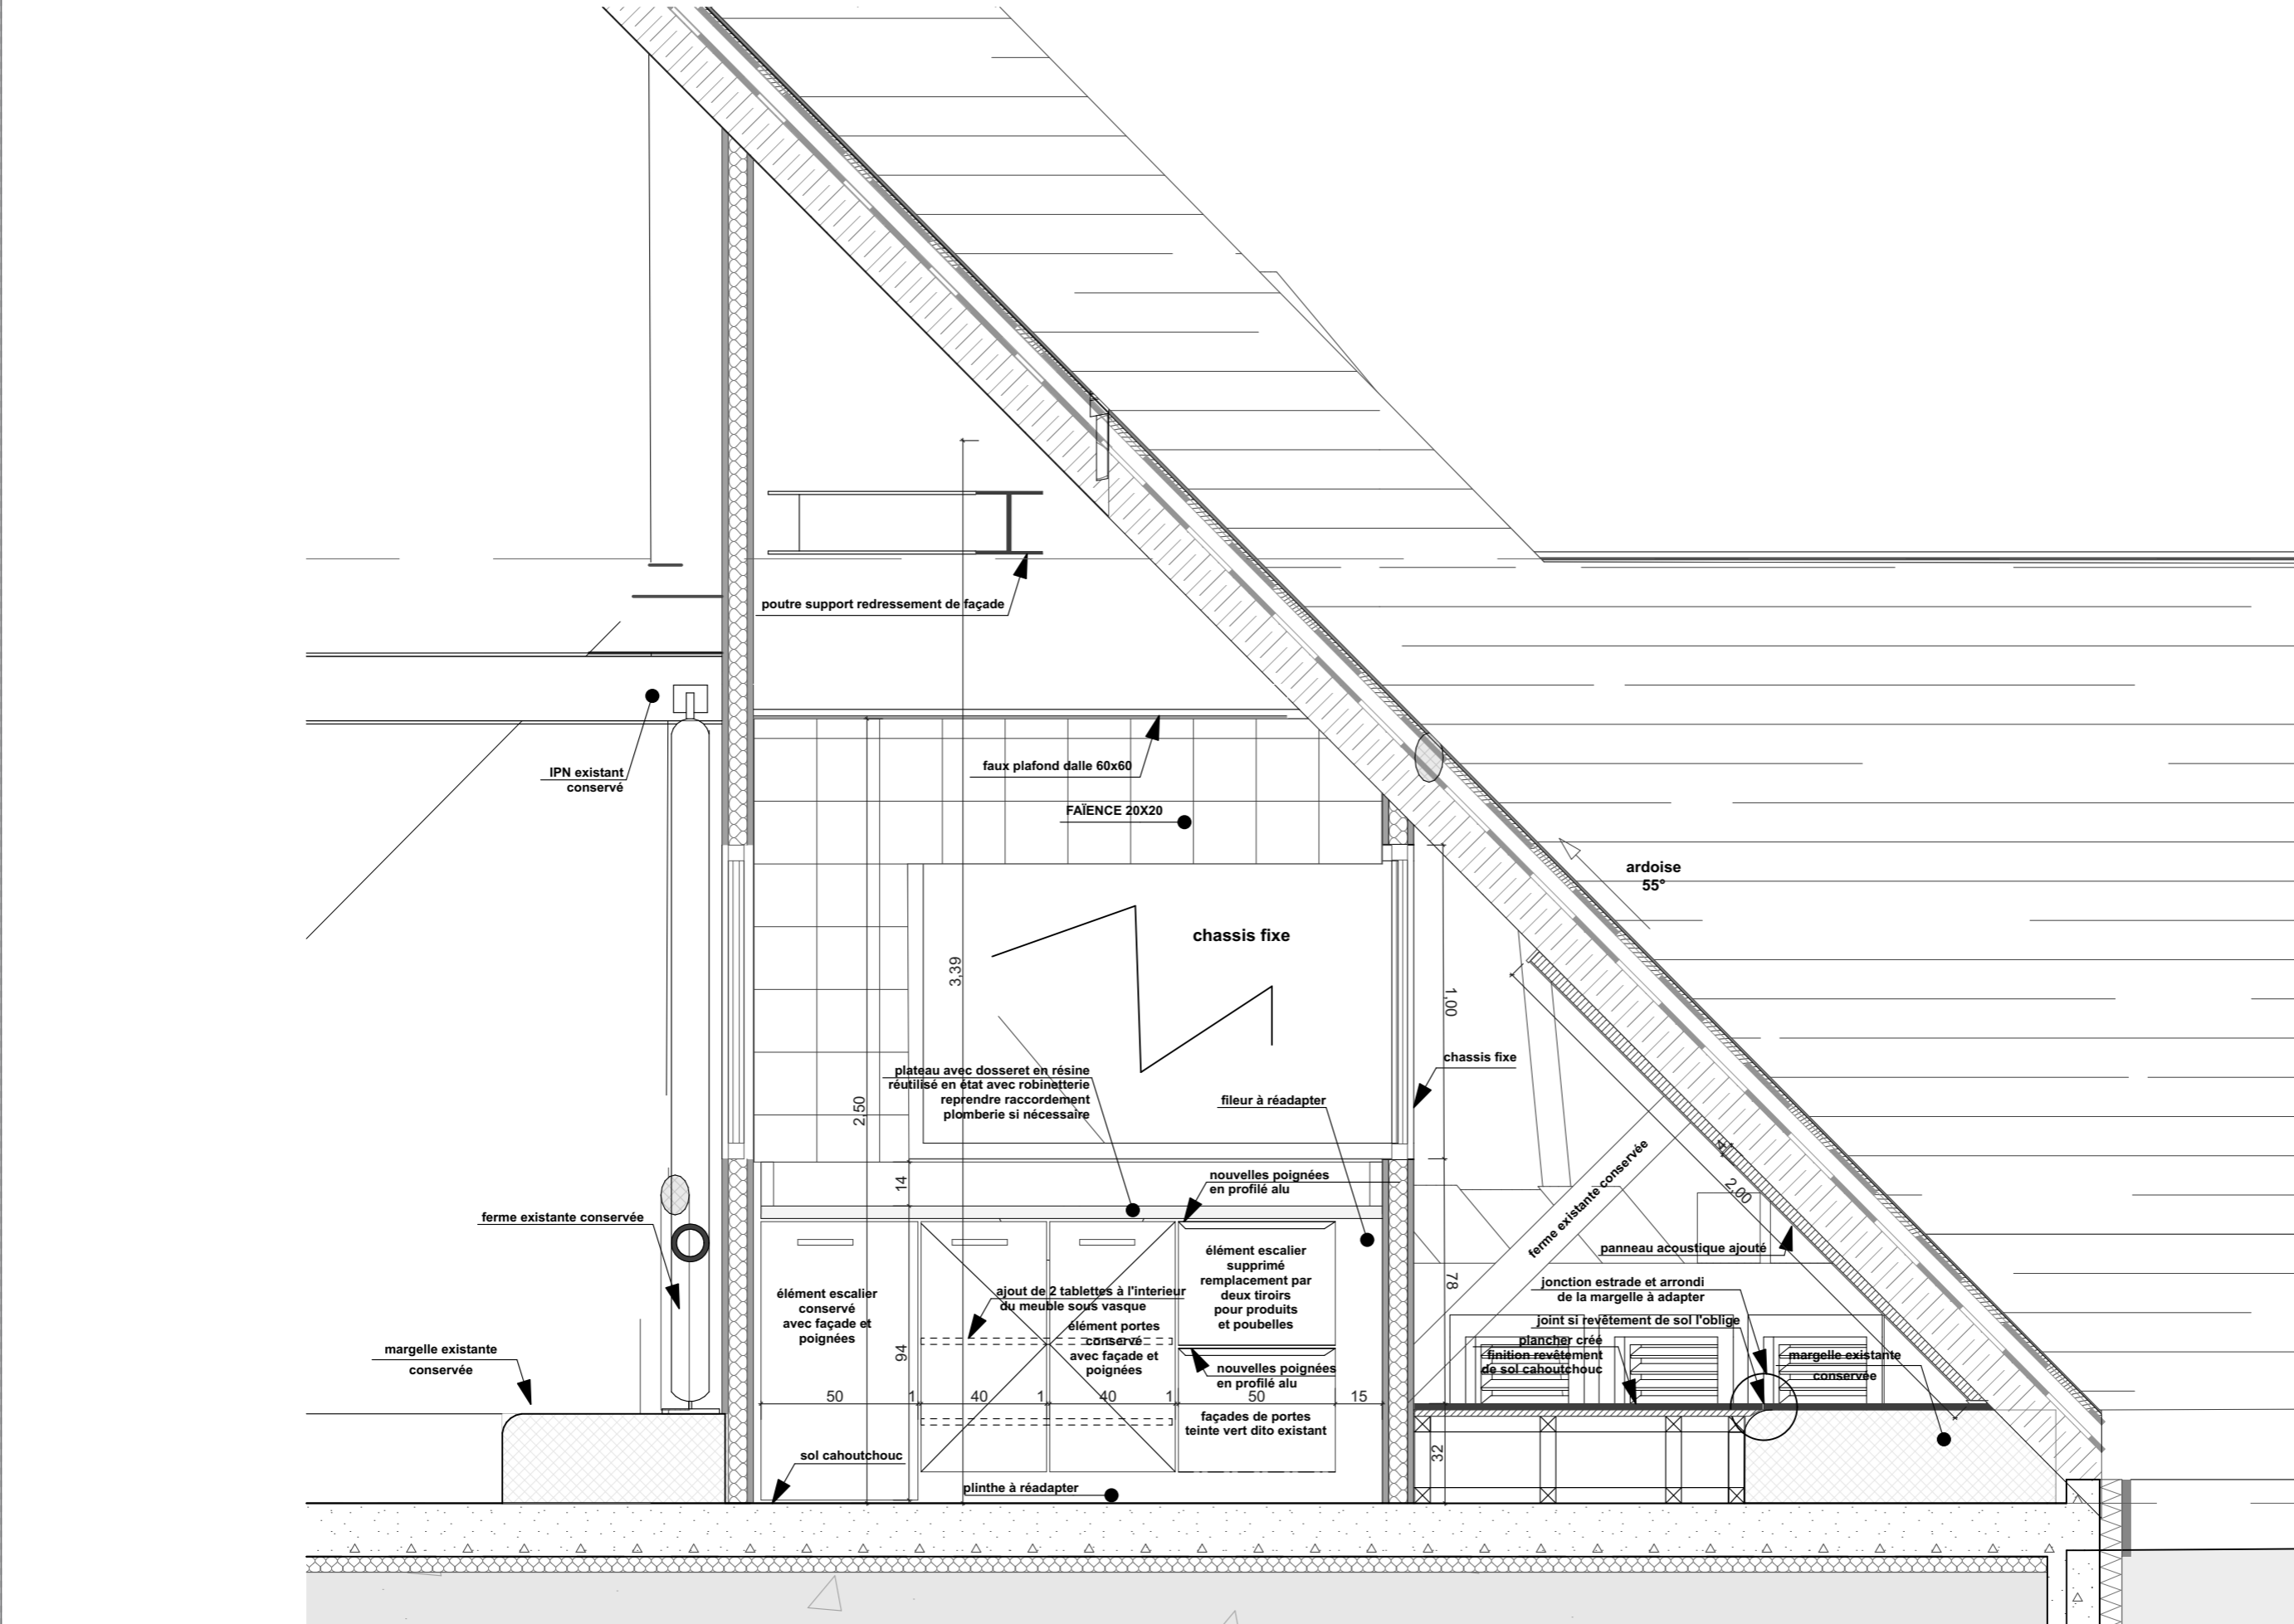 poutre support redressement de façade
IPN existant
conservé
faux plafond dalle 60x60
FAÏENCE 20X20
ardoise
55°
chassis fixe
3,39
1,00
2,50
plateau avec dosseret en résine
réutilisé en état avec robinetterie
reprendre raccordement
plomberie si nécessaire
fileur à réadapter
chassis fixe
ferme existante conservée
2,00
14
nouvelles poignées
en profilé alu
ferme existante conservée
panneau acoustique ajouté
élément escalier
supprimé
remplacement par
deux tiroirs
pour produits
et poubelles
78
jonction estrade et arrondi
de la margelle à adapter
joint si revêtement de sol l'oblige
plancher créé
finition revêtement
de sol cahoutchouc
margelle existante
conservée
élément escalier
conservé
avec façade et
poignées
ajout de 2 tablettes à l'interieur
du meuble sous vasque
élément portes
conservé
avec façade et
poignées
94
nouvelles poignées
en profilé alu
margelle existante
conservée
50
1
40
1
40
1
50
15
façades de portes
teinte vert dito existant
32
sol cahoutchouc
plinthe à réadapter